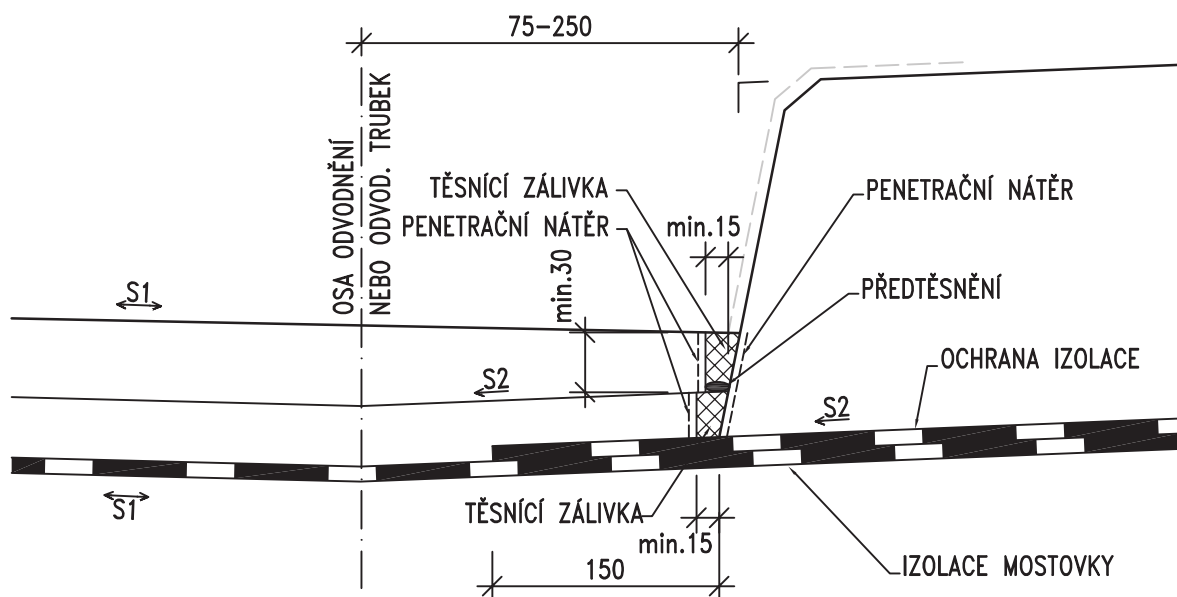 75-250
OSA ODVODNĚNÍ
NEBO ODVOD. TRUBEK
TĚSNÍCÍ ZÁLIVKA
PENETRAČNÍ NÁTĚR
min.15
PENETRAČNÍ NÁTĚR
min.30
PŘEDTĚSNĚNÍ
S1
OCHRANA IZOLACE
S2
S2
S1
TĚSNÍCÍ ZÁLIVKA
min.15
150
IZOLACE MOSTOVKY